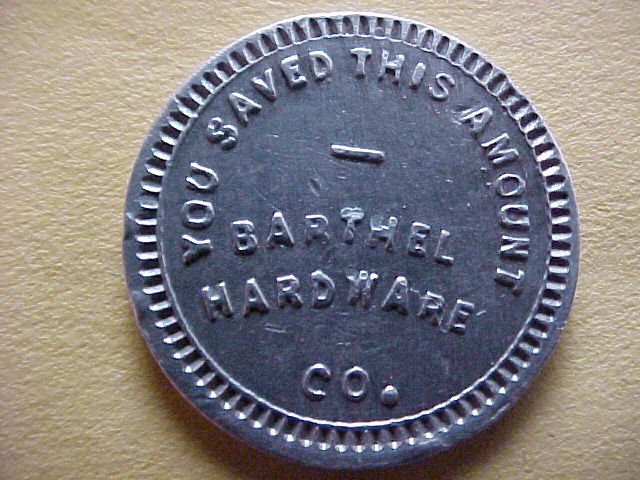 YOU SAVED THIS AMOUNT
—
BARTHEL
HARDWARE
CO.